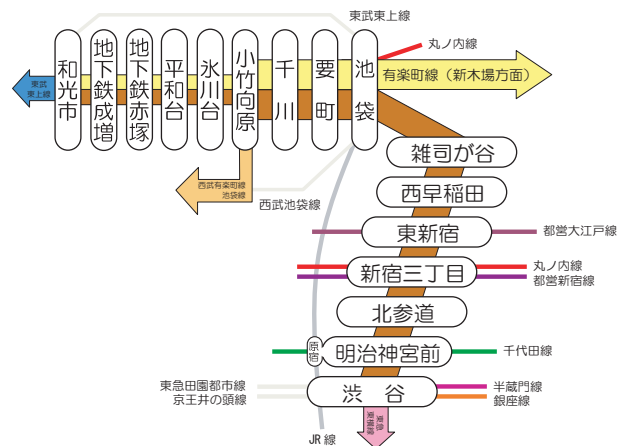 東武東上線
丸ノ内線
有楽町線（新木場方面）
東武
東上線
和光市
地下鉄成増
地下鉄赤塚
平和台
氷川台
小竹向原
千川
要町
池袋
雑司が谷
西武有楽町線
池袋線
西武池袋線
西早稲田
東新宿
都営大江戸線
新宿三丁目
丸ノ内線
都営新宿線
北参道
原宿
明治神宮前
千代田線
東急田園都市線
京王井の頭線
渋谷
半蔵門線
銀座線
東急
東横線
JR線